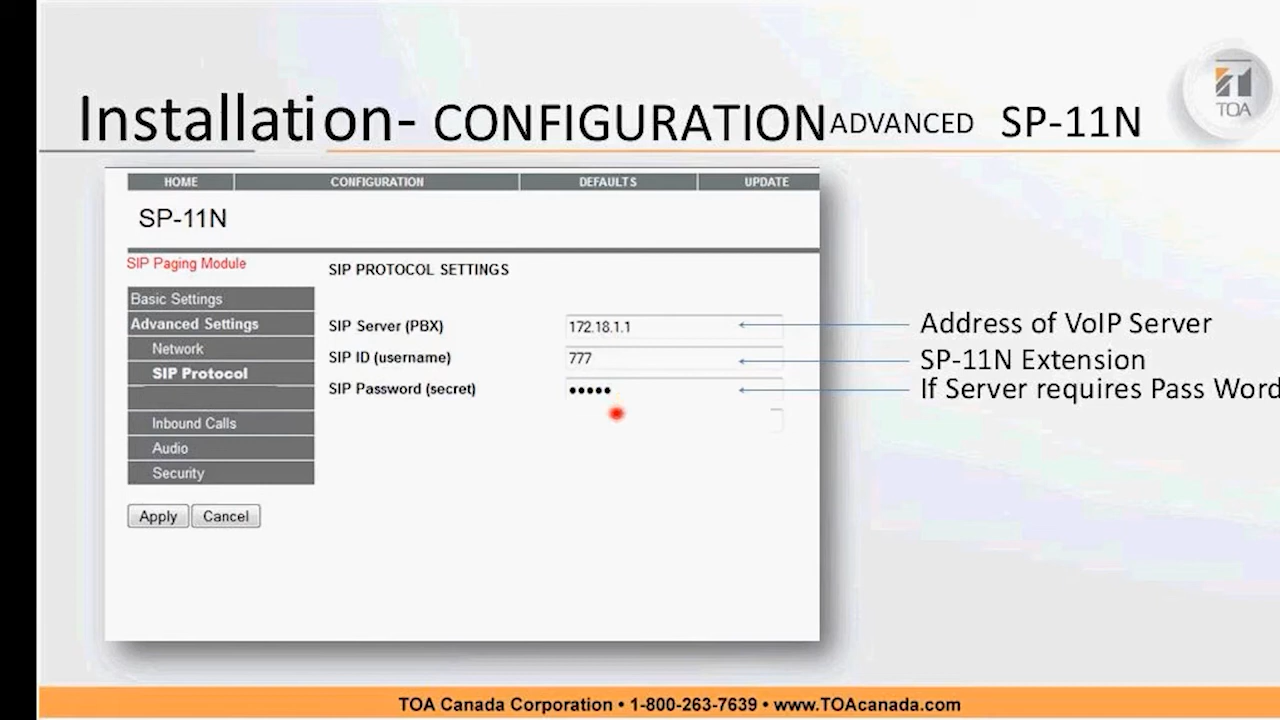 Installation- CONFIGURATION ADVANCED SP-11N
TOA
HOME CONFIGURATION DEFAULTS UPDATE
SP-11N
SIP Paging Module
SIP PROTOCOL SETTINGS
Basic Settings
Advanced Settings
Network
SIP Protocol
Inbound Calls
Audio
Security
SIP Server (PBX) 172.18.1.1 Address of VoIP Server
SIP ID (username) 777 SP-11N Extension
SIP Password (secret) ••••• If Server requires Pass Word
Apply Cancel
TOA Canada Corporation • 1-800-263-7639 • www.TOAcanada.com